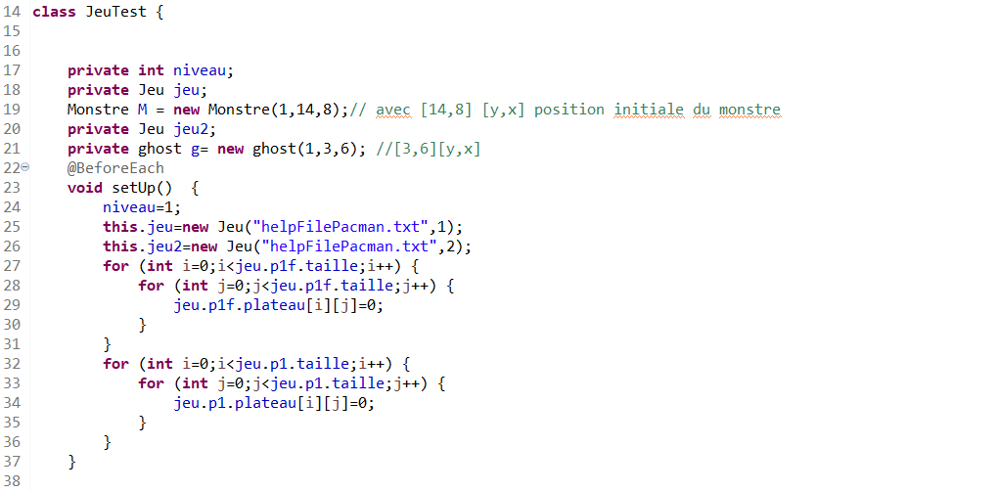 14 class JeuTest {
15
16
17 private int niveau;
18 private Jeu jeu;
19 Monstre M = new Monstre(1,14,8);// avec [14,8] [y,x] position initiale du monstre
20 private Jeu jeu2;
21 private ghost g= new ghost(1,3,6); //[3,6][y,x]
22 @BeforeEach
23 void setUp()  {
24 niveau=1;
25 this.jeu=new Jeu("helpFilePacman.txt",1);
26 this.jeu2=new Jeu("helpFilePacman.txt",2);
27 for (int i=0;i<jeu.p1f.taille;i++) {
28 for (int j=0;j<jeu.p1f.taille;j++) {
29 jeu.p1f.plateau[i][j]=0;
30 }
31 }
32 for (int i=0;i<jeu.p1.taille;i++) {
33 for (int j=0;j<jeu.p1.taille;j++) {
34 jeu.p1.plateau[i][j]=0;
35 }
36 }
37 }
38